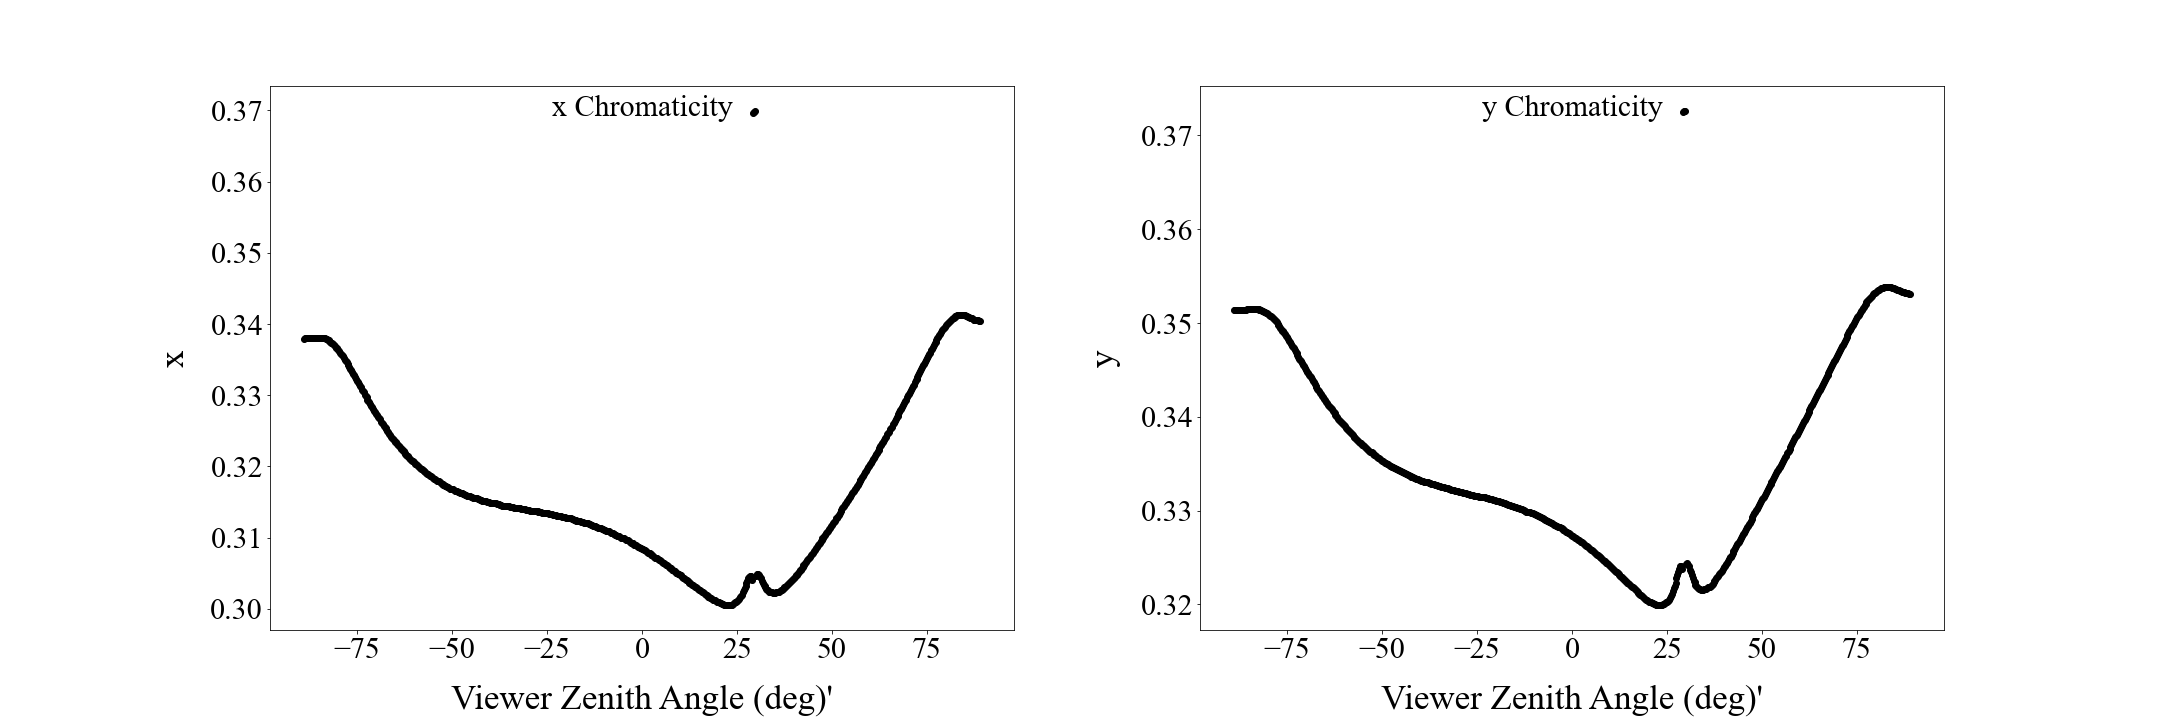 x Chromaticity
0.37
0.36
0.35
0.34
0.33
0.32
0.31
0.30
x
−75 −50 −25 0 25 50 75
Viewer Zenith Angle (deg)'
y Chromaticity
0.37
0.36
0.35
0.34
0.33
0.32
y
−75 −50 −25 0 25 50 75
Viewer Zenith Angle (deg)'